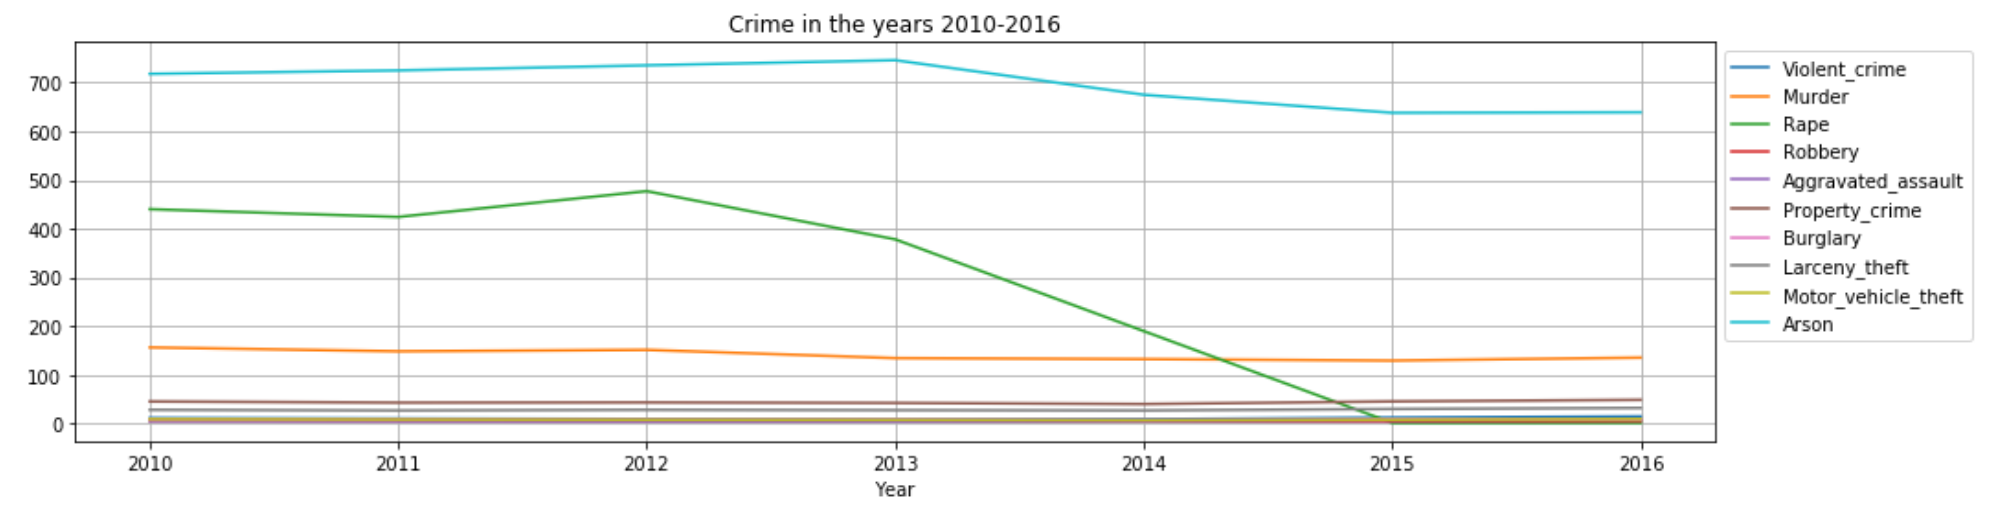 Crime in the years 2010-2016
700
600
500
400
300
200
100
0
2010 2011 2012 2013 2014 2015 2016
Year
Violent_crime
Murder
Rape
Robbery
Aggravated_assault
Property_crime
Burglary
Larceny_theft
Motor_vehicle_theft
Arson